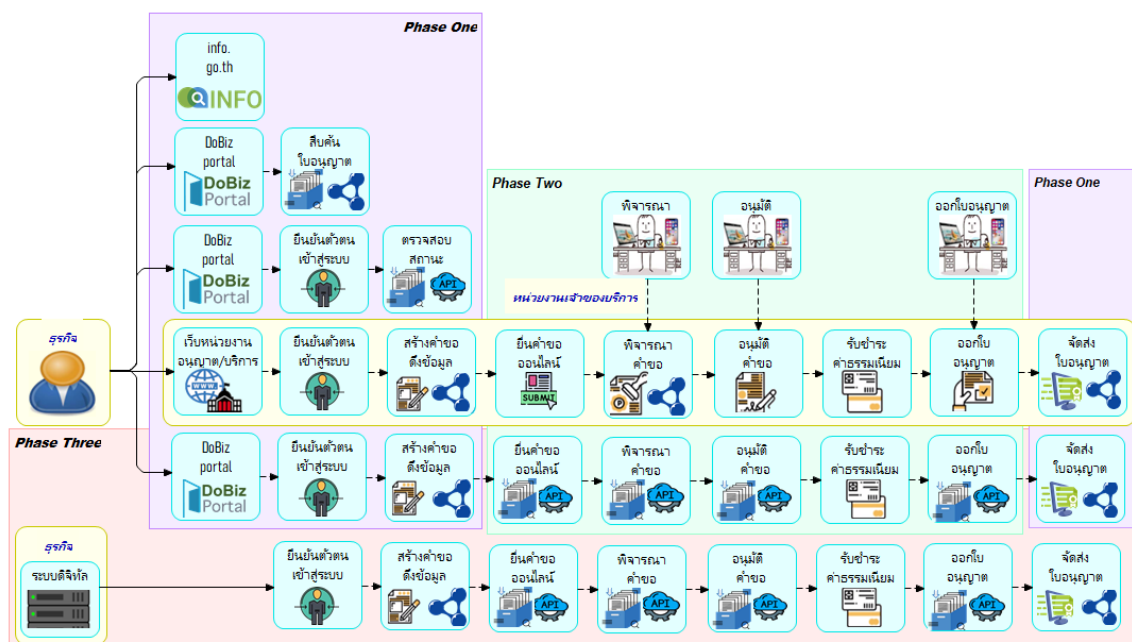 Phase One
info.
go.th
INFO
DoBiz
portal
DoBiz
Portal
สืบค้น
ใบอนุญาต
Phase Two
Phase One
พิจารณา
อนุมัติ
ออกใบอนุญาต
DoBiz
portal
DoBiz
Portal
ยืนยันตัวตน
เข้าสู่ระบบ
ตรวจสอบ
สถานะ
API
หน่วยงานเจ้าของบริการ
ธุรกิจ
เว็บหน่วยงาน
อนุญาต/บริการ
WWW
ยืนยันตัวตน
เข้าสู่ระบบ
สร้างคำขอ
ดึงข้อมูล
ยื่นคำขอ
ออนไลน์
SUBMIT
พิจารณา
คำขอ
อนุมัติ
คำขอ
รับชำระ
ค่าธรรมเนียม
ออกใบ
อนุญาต
จัดส่ง
ใบอนุญาต
Phase Three
DoBiz
portal
DoBiz
Portal
ยืนยันตัวตน
เข้าสู่ระบบ
สร้างคำขอ
ดึงข้อมูล
ยื่นคำขอ
ออนไลน์
API
พิจารณา
คำขอ
API
อนุมัติ
คำขอ
API
รับชำระ
ค่าธรรมเนียม
ออกใบ
อนุญาต
API
จัดส่ง
ใบอนุญาต
ธุรกิจ
ระบบดิจิทัล
ยืนยันตัวตน
เข้าสู่ระบบ
สร้างคำขอ
ดึงข้อมูล
ยื่นคำขอ
ออนไลน์
API
พิจารณา
คำขอ
API
อนุมัติ
คำขอ
API
รับชำระ
ค่าธรรมเนียม
ออกใบ
อนุญาต
API
จัดส่ง
ใบอนุญาต